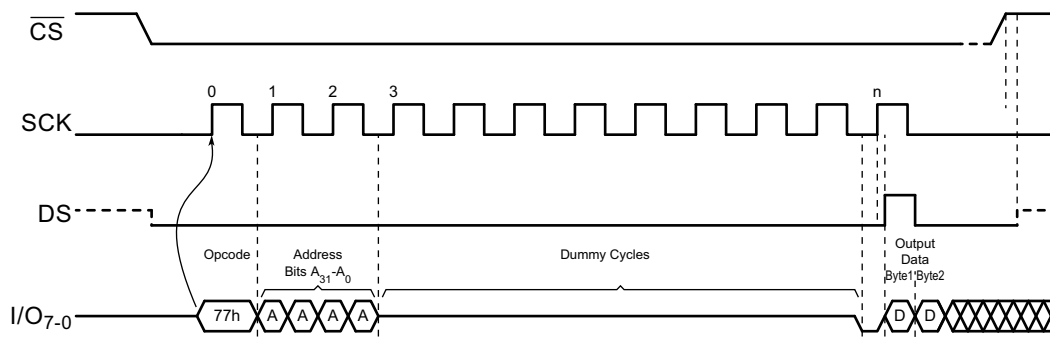 CS
0 1 2 3 n
SCK
DS
Opcode
Address
Bits A31-A0
Dummy Cycles
Output
Data
Byte1 Byte2
I/O7-0
77h A A A A D D